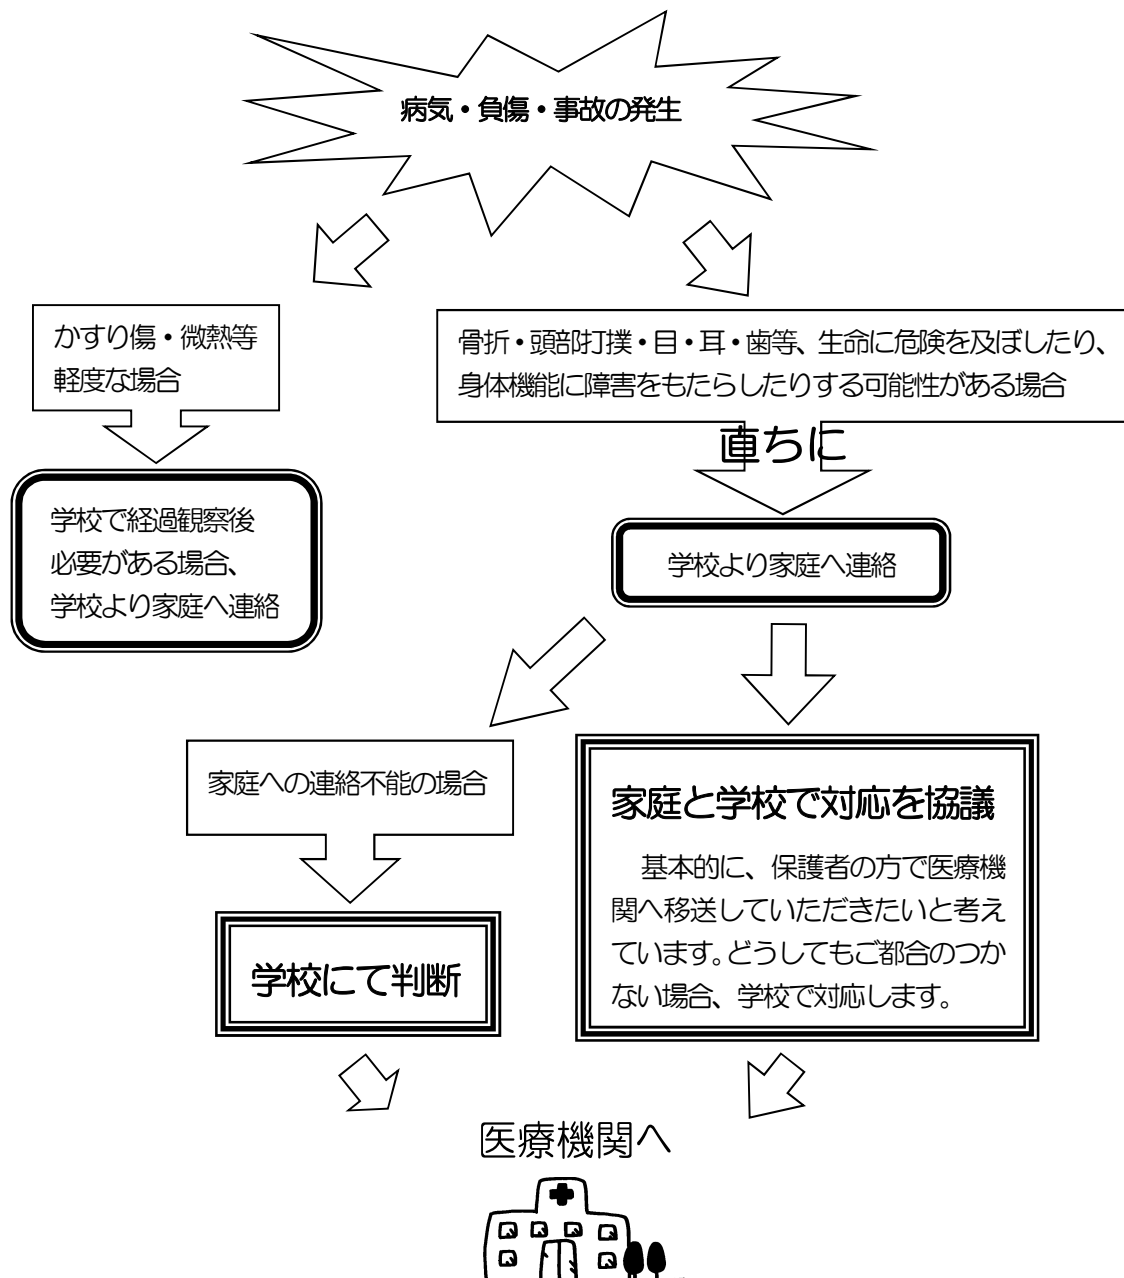 病気・負傷・事故の発生
かすり傷・微熱等
軽度な場合
骨折・頭部打撲・目・耳・歯等、生命に危険を及ぼしたり、
身体機能に障害をもたらしたりする可能性がある場合
直ちに
学校で経過観察後
必要がある場合、
学校より家庭へ連絡
学校より家庭へ連絡
家庭への連絡不能の場合
学校にて判断
家庭と学校で対応を協議
基本的に、保護者の方で医療機
関へ移送していただきたいと考え
ています。どうしてもご都合のつか
ない場合、学校で対応します。
医療機関へ